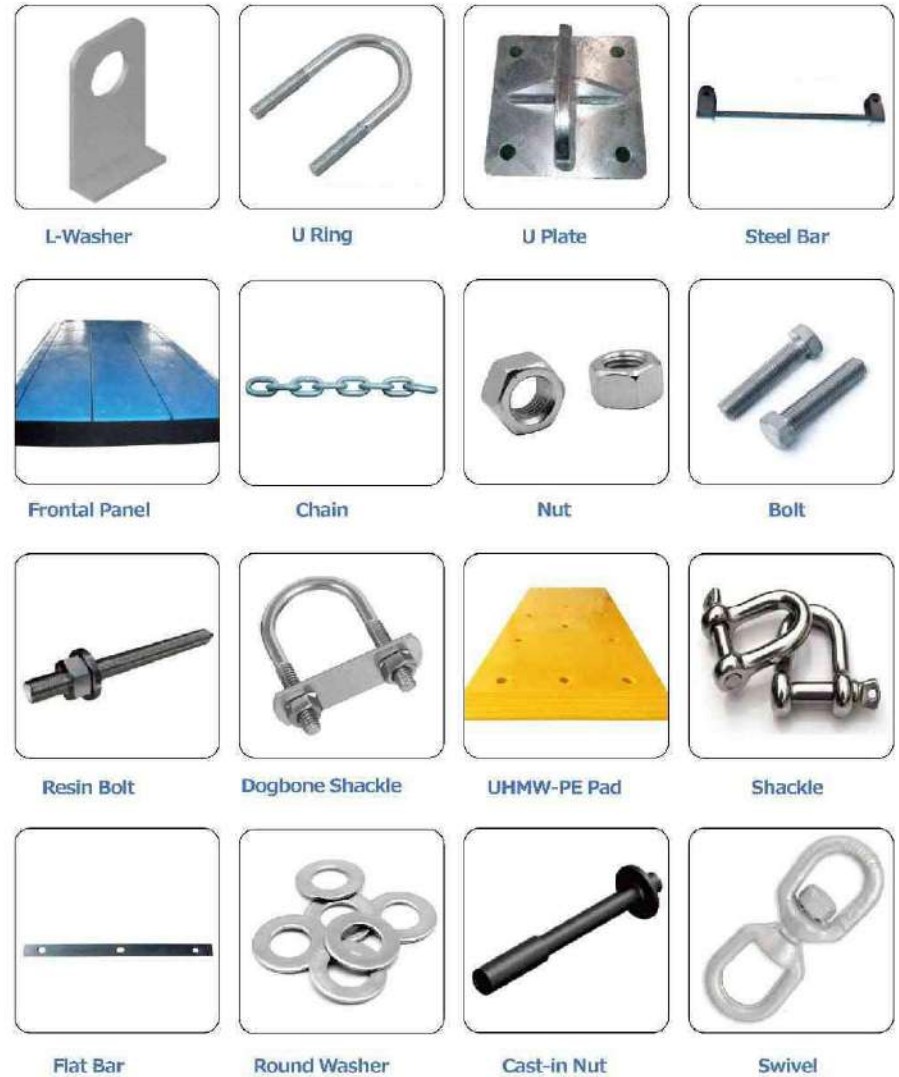 L-Washer
U Ring
U Plate
Steel Bar
Frontal Panel
Chain
Nut
Bolt
Resin Bolt
Dogbone Shackle
UHMW-PE Pad
Shackle
Flat Bar
Round Washer
Cast-in Nut
Swivel